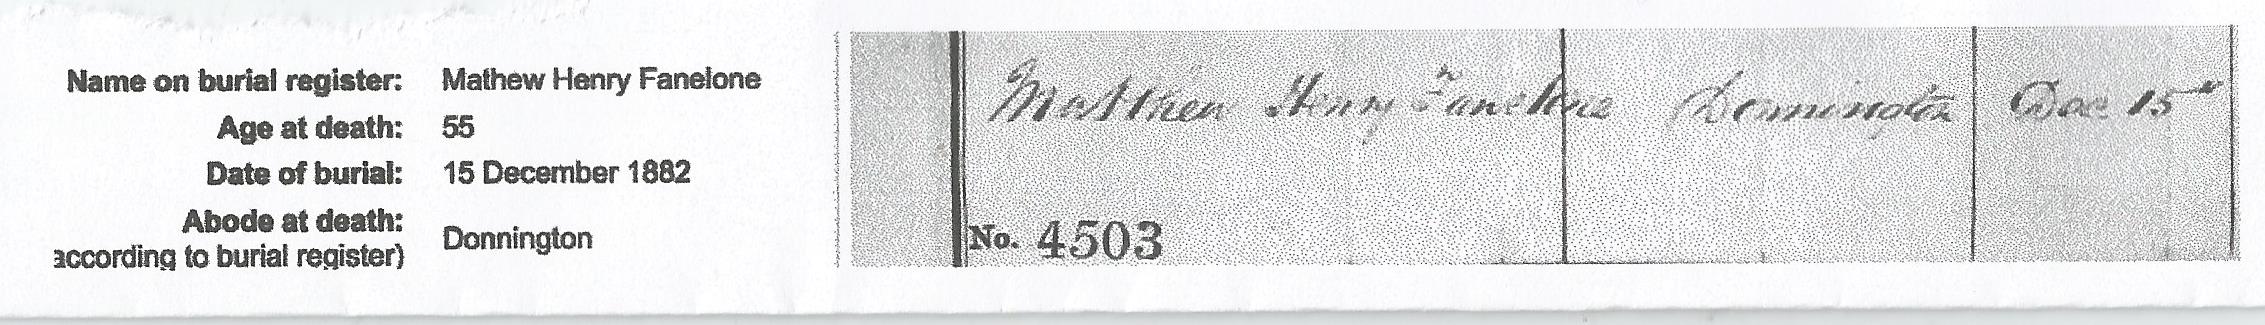 Name on burial register: Mathew Henry Fanelone
Age at death: 55
Date of burial: 15 December 1882
Abode at death:
according to burial register) Donnington
Matthew Henry Fanelone Donnington Dec 15"
No. 4503